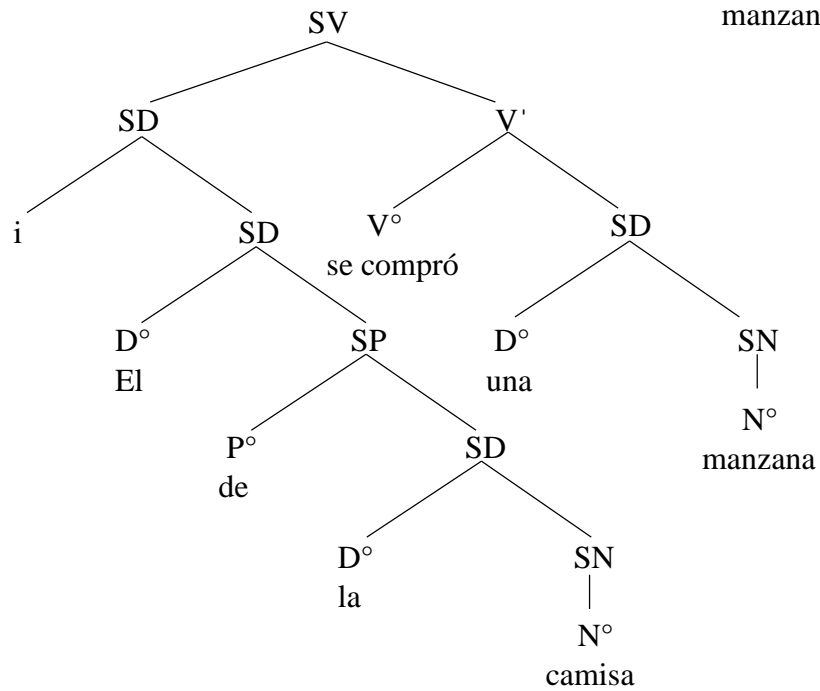 manzan
SV
SD V'
i SD V° SD
se compró
D° SP D° SN
El una
P° SD N°
de manzana
D° SN
la
N°
camisa